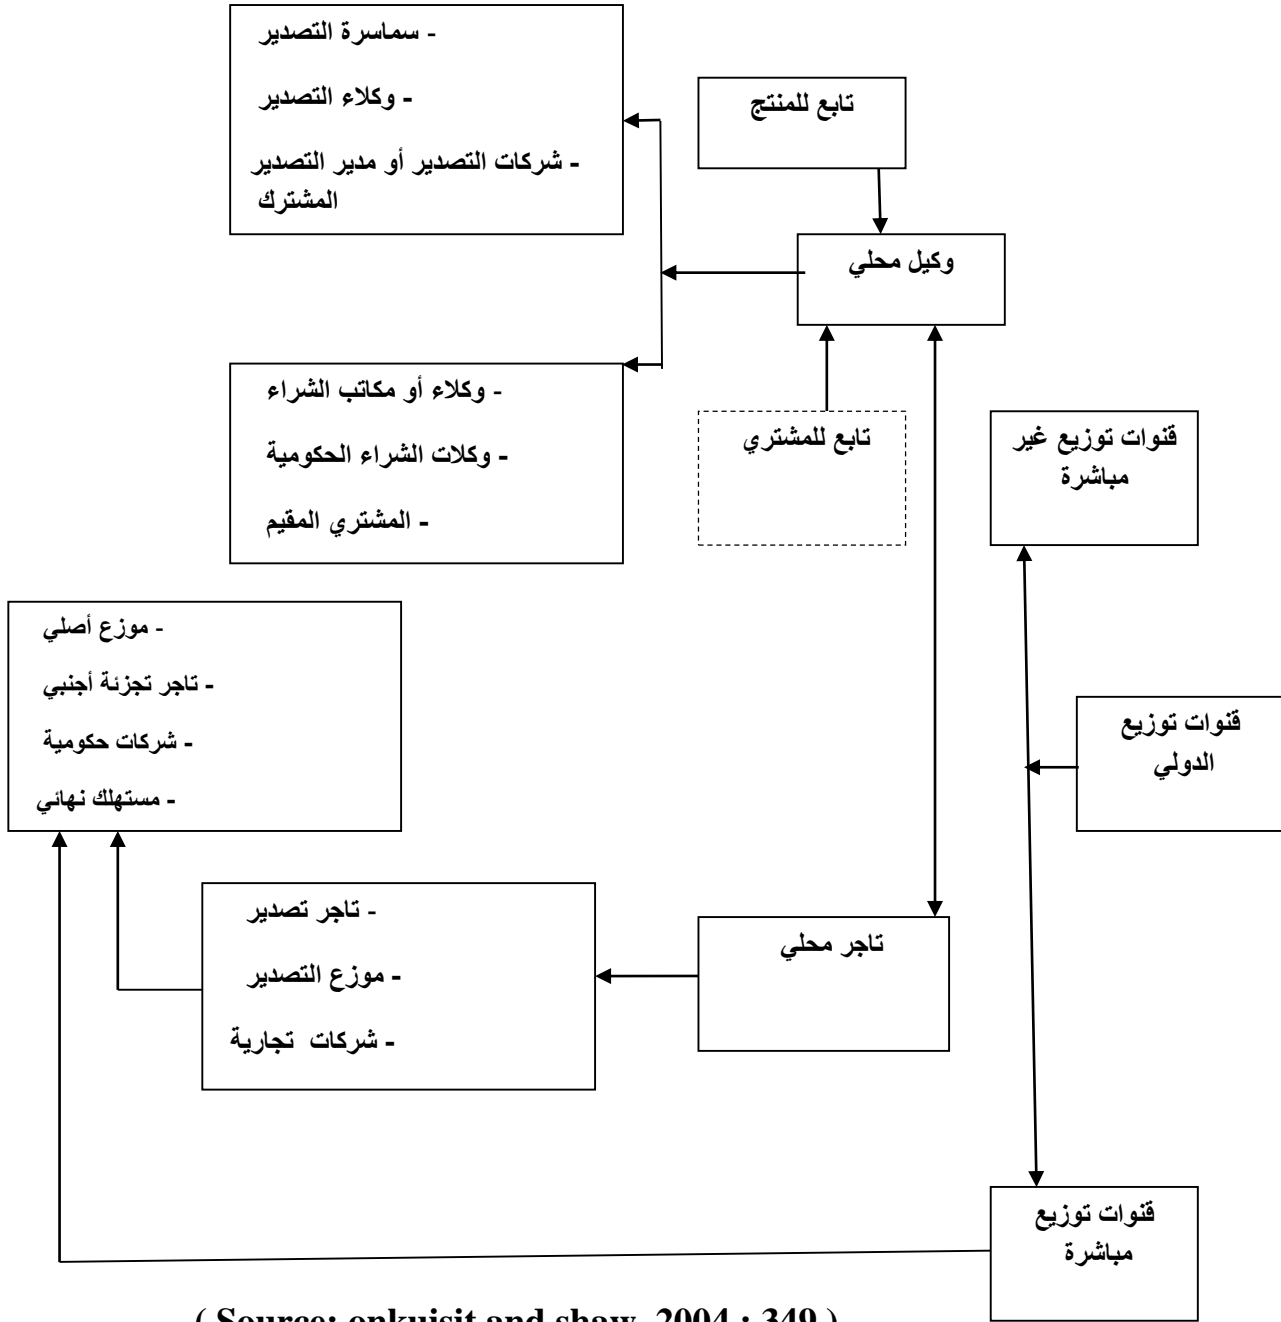 - سماسرة التصدير
- وكلاء التصدير
- شركات التصدير أو مدير التصدير
المشترك
تابع للمنتج
وكيل محلي
- وكلاء أو مكاتب الشراء
- وكلات الشراء الحكومية
- المشتري المقيم
تابع للمشتري
قنوات توزيع غير
مباشرة
- موزع أصلي
- تاجر تجزئة أجنبي
- شركات حكومية
- مستهلك نهائي
قنوات توزيع
الدولي
- تاجر تصدير
- موزع التصدير
- شركات تجارية
تاجر محلي
قنوات توزيع
مباشرة
( Source: onkuisit and shaw, 2004 : 349 )